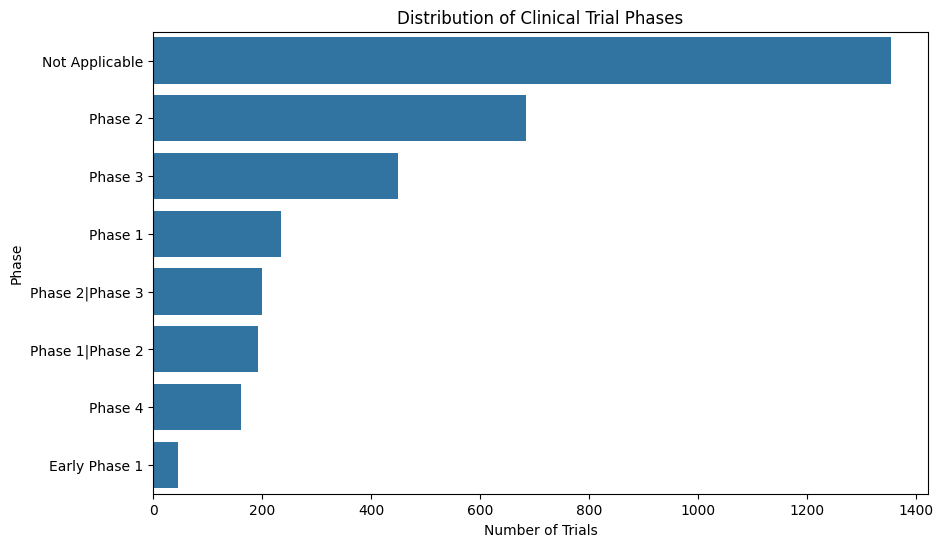 Distribution of Clinical Trial Phases
Phase
Not Applicable
Phase 2
Phase 3
Phase 1
Phase 2|Phase 3
Phase 1|Phase 2
Phase 4
Early Phase 1
0 200 400 600 800 1000 1200 1400
Number of Trials